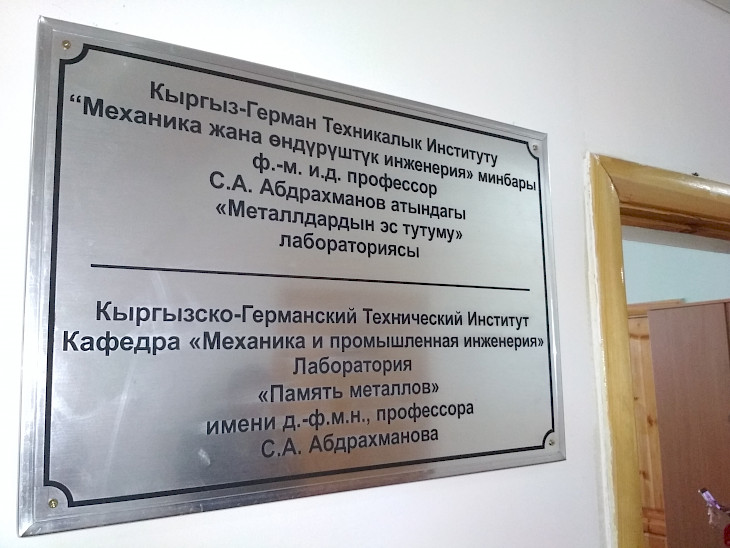 Кыргыз-Герман Техникалык Институту
“Механика жана өндүрүштүк инженерия» минбары
ф.-м. и.д. профессор
С.А. Абдрахманов атындагы
«Металлдардын эс тутуму»
лабораториясы
Кыргызско-Германский Технический Институт
Кафедра «Механика и промышленная инженерия»
Лаборатория
«Память металлов»
имени д.-ф.м.н., профессора
С.А. Абдрахманова